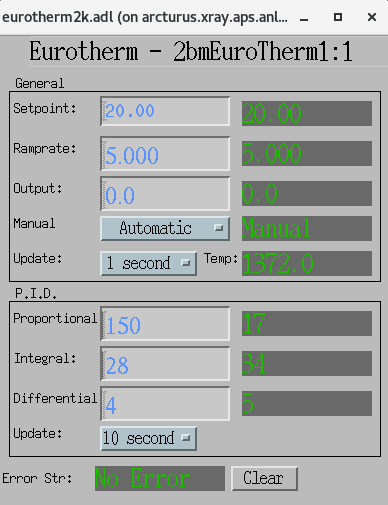 eurotherm2k.adl (on arcturus.xray.aps.anl...
Eurotherm - 2bmEuroTherm1:1
General
Setpoint: 20.00 20.00
Ramprate: 5.000 5.000
Output: 0.0 0.0
Manual Automatic Manual
Update: 1 second Temp: 1372.0
P.I.D.
Proportional 150 17
Integral: 28 34
Differential 4 5
Update: 10 second
Error Str: No Error Clear